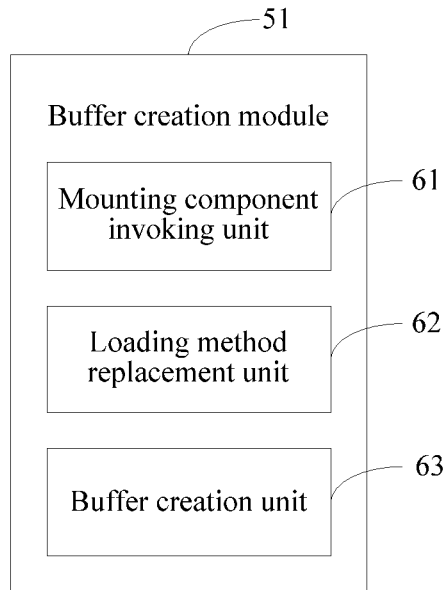 51
Buffer creation module
61
Mounting component
invoking unit
62
Loading method
replacement unit
63
Buffer creation unit